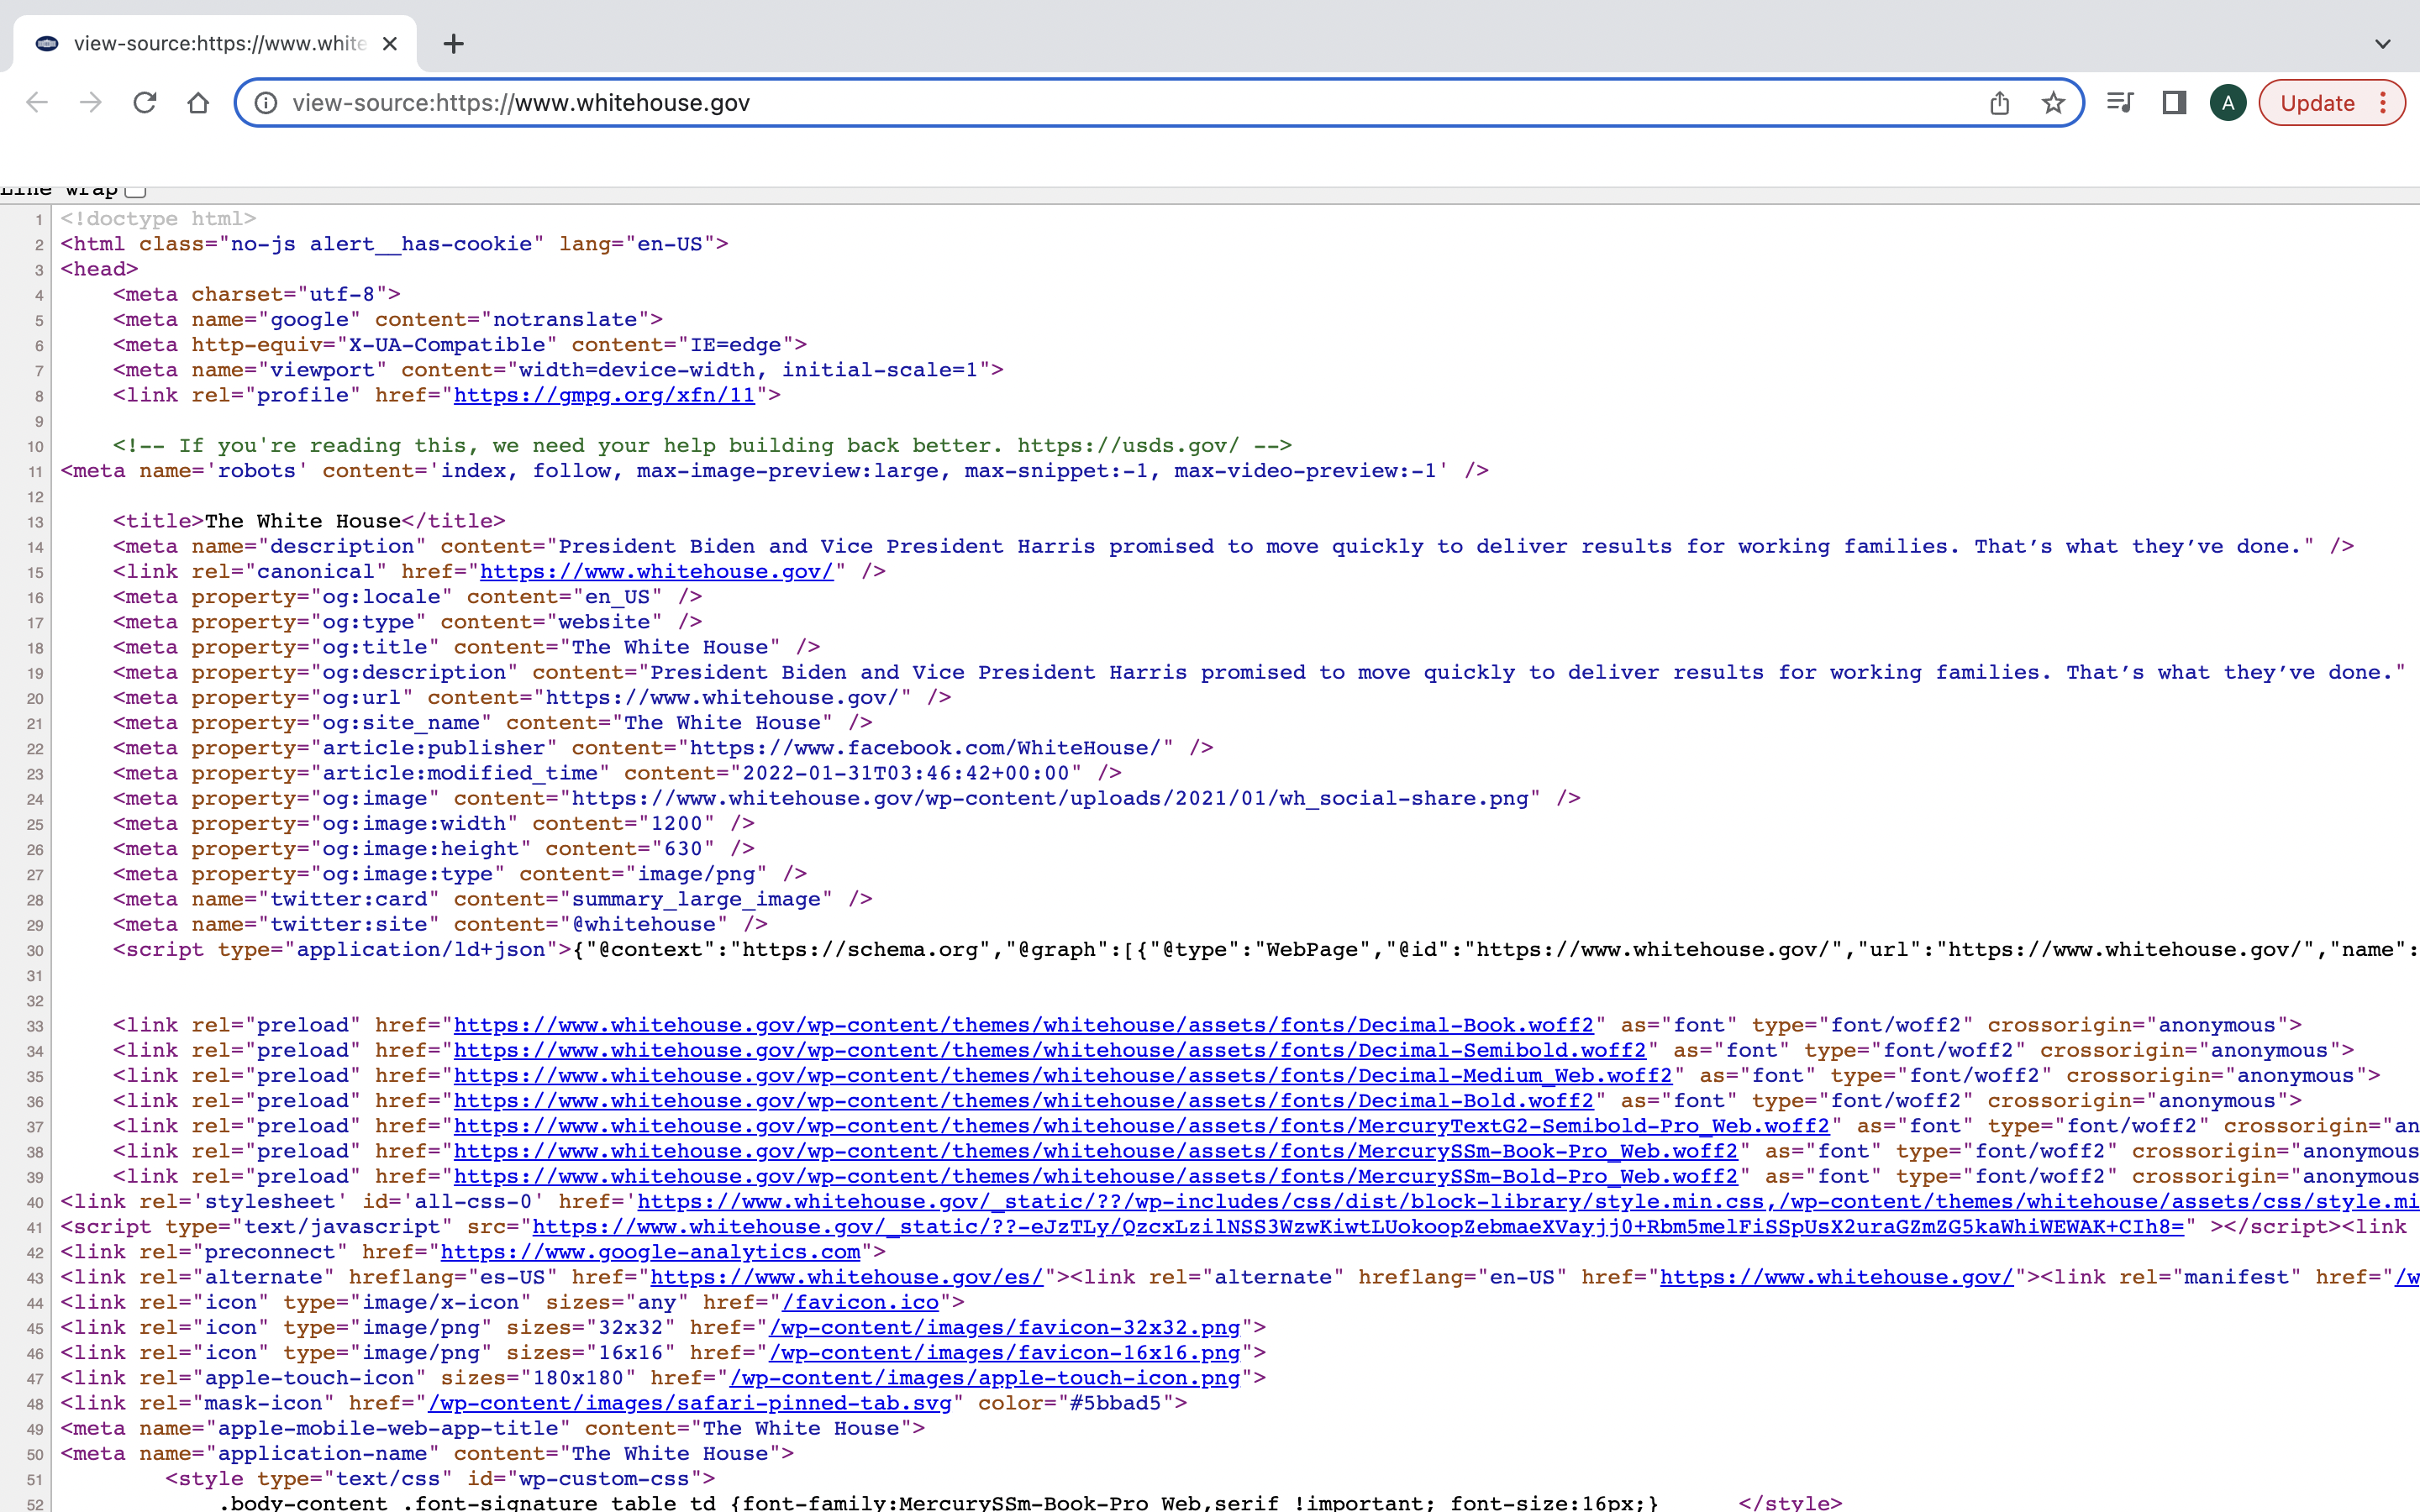 view-source:https://www.white
view-source:https://www.whitehouse.gov
A
Update
Line wrap
1 <!doctype html>
2 <html class="no-js alert__has-cookie" lang="en-US">
3 <head>
4 <meta charset="utf-8">
5 <meta name="google" content="notranslate">
6 <meta http-equiv="X-UA-Compatible" content="IE=edge">
7 <meta name="viewport" content="width=device-width, initial-scale=1">
8 <link rel="profile" href="https://gmpg.org/xfn/11">
9
10 <!-- If you're reading this, we need your help building back better. https://usds.gov/ -->
11 <meta name='robots' content='index, follow, max-image-preview:large, max-snippet:-1, max-video-preview:-1' />
12
13 <title>The White House</title>
14 <meta name="description" content="President Biden and Vice President Harris promised to move quickly to deliver results for working families. That’s what they’ve done." />
15 <link rel="canonical" href="https://www.whitehouse.gov/" />
16 <meta property="og:locale" content="en_US" />
17 <meta property="og:type" content="website" />
18 <meta property="og:title" content="The White House" />
19 <meta property="og:description" content="President Biden and Vice President Harris promised to move quickly to deliver results for working families. That’s what they’ve done."
20 <meta property="og:url" content="https://www.whitehouse.gov/" />
21 <meta property="og:site_name" content="The White House" />
22 <meta property="article:publisher" content="https://www.facebook.com/WhiteHouse/" />
23 <meta property="article:modified_time" content="2022-01-31T03:46:42+00:00" />
24 <meta property="og:image" content="https://www.whitehouse.gov/wp-content/uploads/2021/01/wh_social-share.png" />
25 <meta property="og:image:width" content="1200" />
26 <meta property="og:image:height" content="630" />
27 <meta property="og:image:type" content="image/png" />
28 <meta name="twitter:card" content="summary_large_image" />
29 <meta name="twitter:site" content="@whitehouse" />
30 <script type="application/ld+json">{"@context":"https://schema.org","@graph":[{"@type":"WebPage","@id":"https://www.whitehouse.gov/","url":"https://www.whitehouse.gov/","name":
31
32
33 <link rel="preload" href="https://www.whitehouse.gov/wp-content/themes/whitehouse/assets/fonts/Decimal-Book.woff2" as="font" type="font/woff2" crossorigin="anonymous">
34 <link rel="preload" href="https://www.whitehouse.gov/wp-content/themes/whitehouse/assets/fonts/Decimal-Semibold.woff2" as="font" type="font/woff2" crossorigin="anonymous">
35 <link rel="preload" href="https://www.whitehouse.gov/wp-content/themes/whitehouse/assets/fonts/Decimal-Medium_Web.woff2" as="font" type="font/woff2" crossorigin="anonymous">
36 <link rel="preload" href="https://www.whitehouse.gov/wp-content/themes/whitehouse/assets/fonts/Decimal-Bold.woff2" as="font" type="font/woff2" crossorigin="anonymous">
37 <link rel="preload" href="https://www.whitehouse.gov/wp-content/themes/whitehouse/assets/fonts/MercuryTextG2-Semibold-Pro_Web.woff2" as="font" type="font/woff2" crossorigin="an
38 <link rel="preload" href="https://www.whitehouse.gov/wp-content/themes/whitehouse/assets/fonts/MercurySSm-Book-Pro_Web.woff2" as="font" type="font/woff2" crossorigin="anonymous
39 <link rel="preload" href="https://www.whitehouse.gov/wp-content/themes/whitehouse/assets/fonts/MercurySSm-Bold-Pro_Web.woff2" as="font" type="font/woff2" crossorigin="anonymous
40 <link rel='stylesheet' id='all-css-0' href='https://www.whitehouse.gov/_static/??/wp-includes/css/dist/block-library/style.min.css,/wp-content/themes/whitehouse/assets/css/style.mi
41 <script type="text/javascript" src="https://www.whitehouse.gov/_static/??-eJzTLy/QzcxLzilNSS3WzwKiwtLUokoopZebmaeXVayjj0+Rbm5melFiSSpUsX2uraGZmZG5kaWhiWEWAK+CIh8=" ></script><link
42 <link rel="preconnect" href="https://www.google-analytics.com">
43 <link rel="alternate" hreflang="es-US" href="https://www.whitehouse.gov/es/"><link rel="alternate" hreflang="en-US" href="https://www.whitehouse.gov/"><link rel="manifest" href="/w
44 <link rel="icon" type="image/x-icon" sizes="any" href="/favicon.ico">
45 <link rel="icon" type="image/png" sizes="32x32" href="/wp-content/images/favicon-32x32.png">
46 <link rel="icon" type="image/png" sizes="16x16" href="/wp-content/images/favicon-16x16.png">
47 <link rel="apple-touch-icon" sizes="180x180" href="/wp-content/images/apple-touch-icon.png">
48 <link rel="mask-icon" href="/wp-content/images/safari-pinned-tab.svg" color="#5bbad5">
49 <meta name="apple-mobile-web-app-title" content="The White House">
50 <meta name="application-name" content="The White House">
51 <style type="text/css" id="wp-custom-css">
52 .body-content .font-signature table td {font-family:MercurySSm-Book-Pro_Web,serif !important; font-size:16px;} </style>